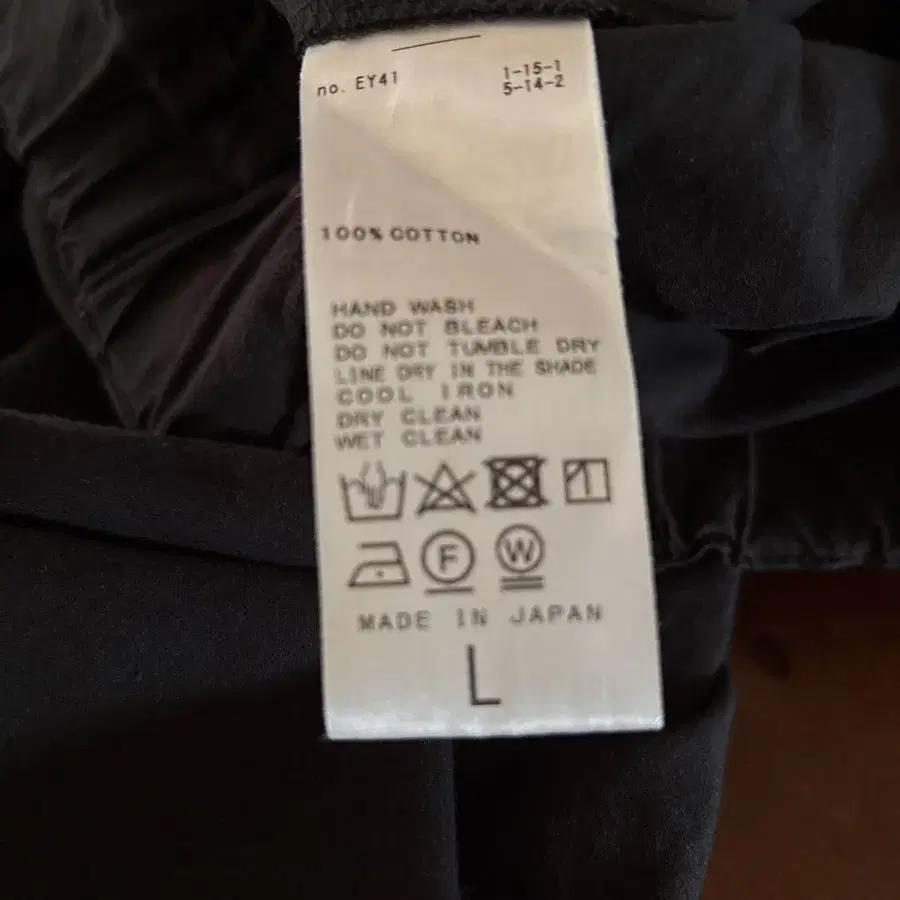 no. EY41
1-15-1
5-14-2
100% COTTON
HAND WASH
DO NOT BLEACH
DO NOT TUMBLE DRY
LINE DRY IN THE SHADE
COOL IRON
DRY CLEAN
WET CLEAN
F W
MADE IN JAPAN
L